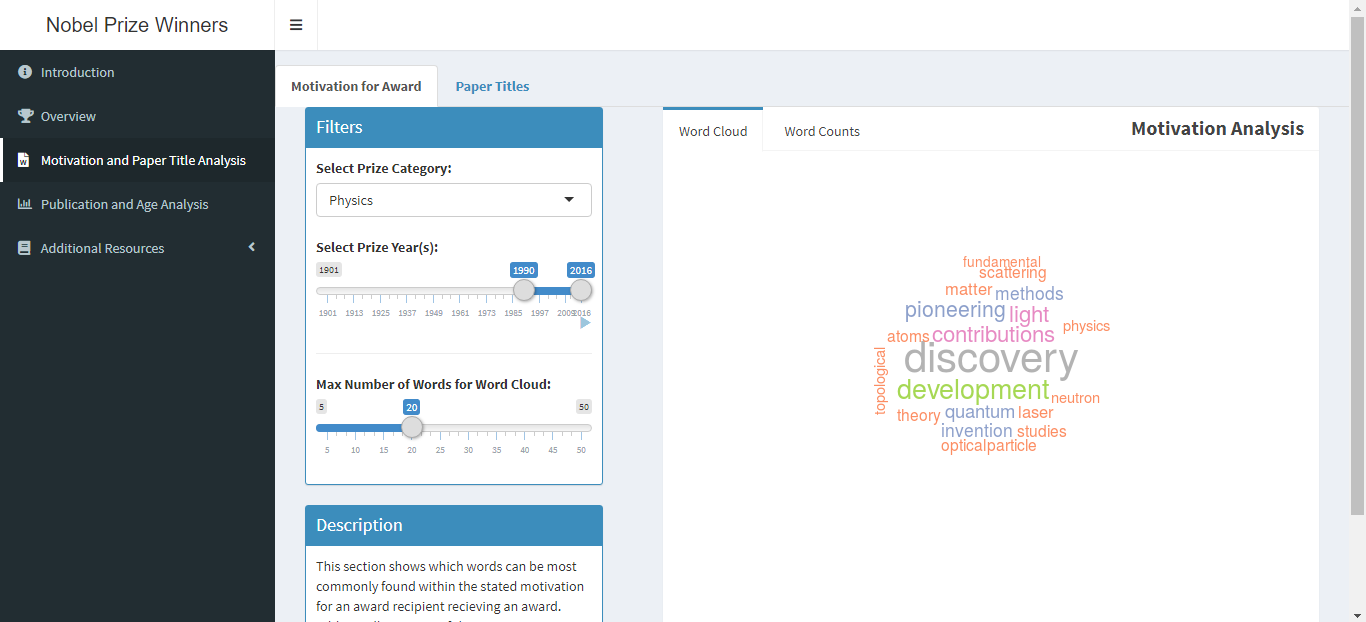 Nobel Prize Winners
Introduction
Overview
Motivation and Paper Title Analysis
Publication and Age Analysis
Additional Resources
Motivation for Award
Paper Titles
Filters
Select Prize Category:
Physics
Select Prize Year(s):
1901
1990
2016
1901 1913 1925 1937 1949 1961 1973 1985 1997 2009 2016
Max Number of Words for Word Cloud:
5
20
50
5 10 15 20 25 30 35 40 45 50
Description
This section shows which words can be most
commonly found within the stated motivation
for an award recipient recieving an award.
Word Cloud
Word Counts
Motivation Analysis
fundamental
scattering
matter methods
pioneering light
physics
atoms contributions
discovery
topological
development
neutron
theory quantum laser
invention studies
optical particle